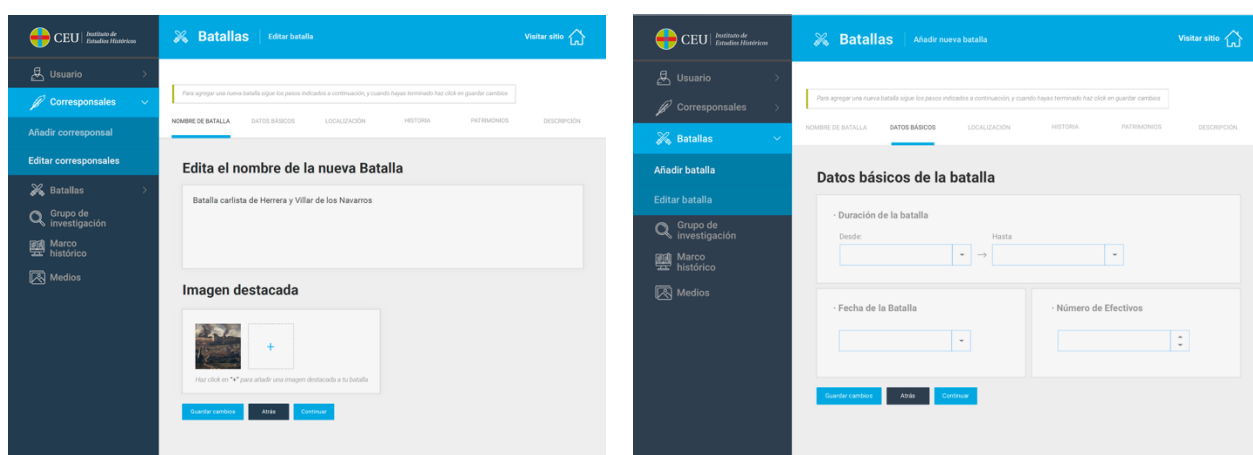 CEU Instituto de
Estudios Históricos
Batallas Editar batalla
Visitar sitio
Usuario
Corresponsales
Añadir corresponsal
Editar corresponsales
Batallas
Grupo de
investigación
Marco
histórico
Medios
Para agregar una nueva batalla sigue los pasos indicados a continuación, y cuando hayas terminado haz click en guardar cambios
NOMBRE DE BATALLA DATOS BÁSICOS LOCALIZACIÓN HISTORIA PATRIMONIOS DESCRIPCIÓN
Edita el nombre de la nueva Batalla
Batalla carlista de Herrera y Villar de los Navarros
Imagen destacada
+
Haz click en "+" para añadir una imagen destacada a tu batalla
Guardar cambios Atrás Continuar
CEU Instituto de
Estudios Históricos
Batallas Añadir nueva batalla
Visitar sitio
Usuario
Corresponsales
Batallas
Añadir batalla
Editar batalla
Grupo de
investigación
Marco
histórico
Medios
Para agregar una nueva batalla sigue los pasos indicados a continuación, y cuando hayas terminado haz click en guardar cambios
NOMBRE DE BATALLA DATOS BÁSICOS LOCALIZACIÓN HISTORIA PATRIMONIOS DESCRIPCIÓN
Datos básicos de la batalla
· Duración de la batalla
Desde: Hasta
→
· Fecha de la Batalla · Número de Efectivos
Guardar cambios Atrás Continuar